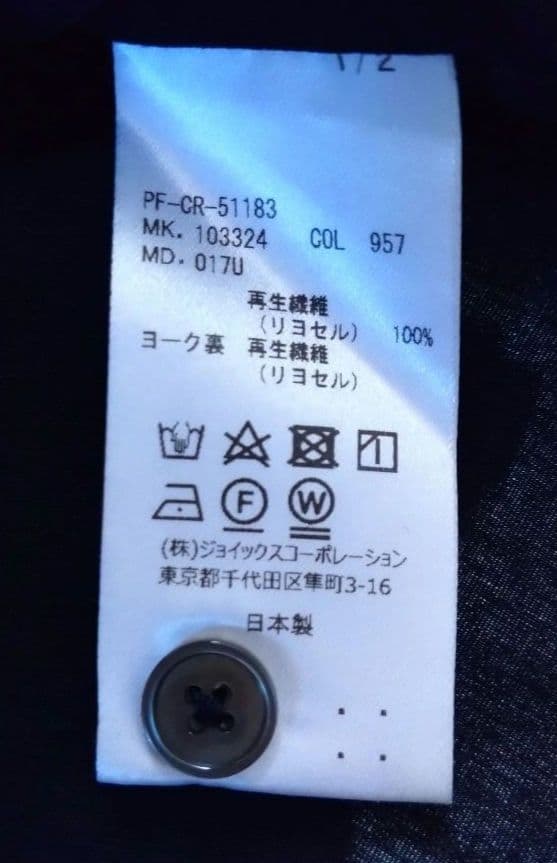 1/2
PF-CR-51183
MK. 103324 COL 957
MD. 017U
再生繊維
(リヨセル) 100%
ヨーク裏 再生繊維
(リヨセル)
F W
(株)ジョイックスコーポレーション
東京都千代田区隼町3-16
日本製